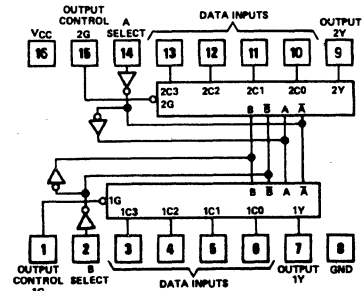 OUTPUT CONTROL 2G
A SELECT
DATA INPUTS
OUTPUT 2Y
VCC
16 15 14 13 12 11 10 9
2C3 2C2 2C1 2C0 2Y
2G
B B̅ A A̅
B B̅ A A̅
1G
1C3 1C2 1C1 1C0 1Y
1 2 3 4 5 6 7 8
OUTPUT CONTROL 1G
B SELECT
DATA INPUTS
OUTPUT 1Y
GND